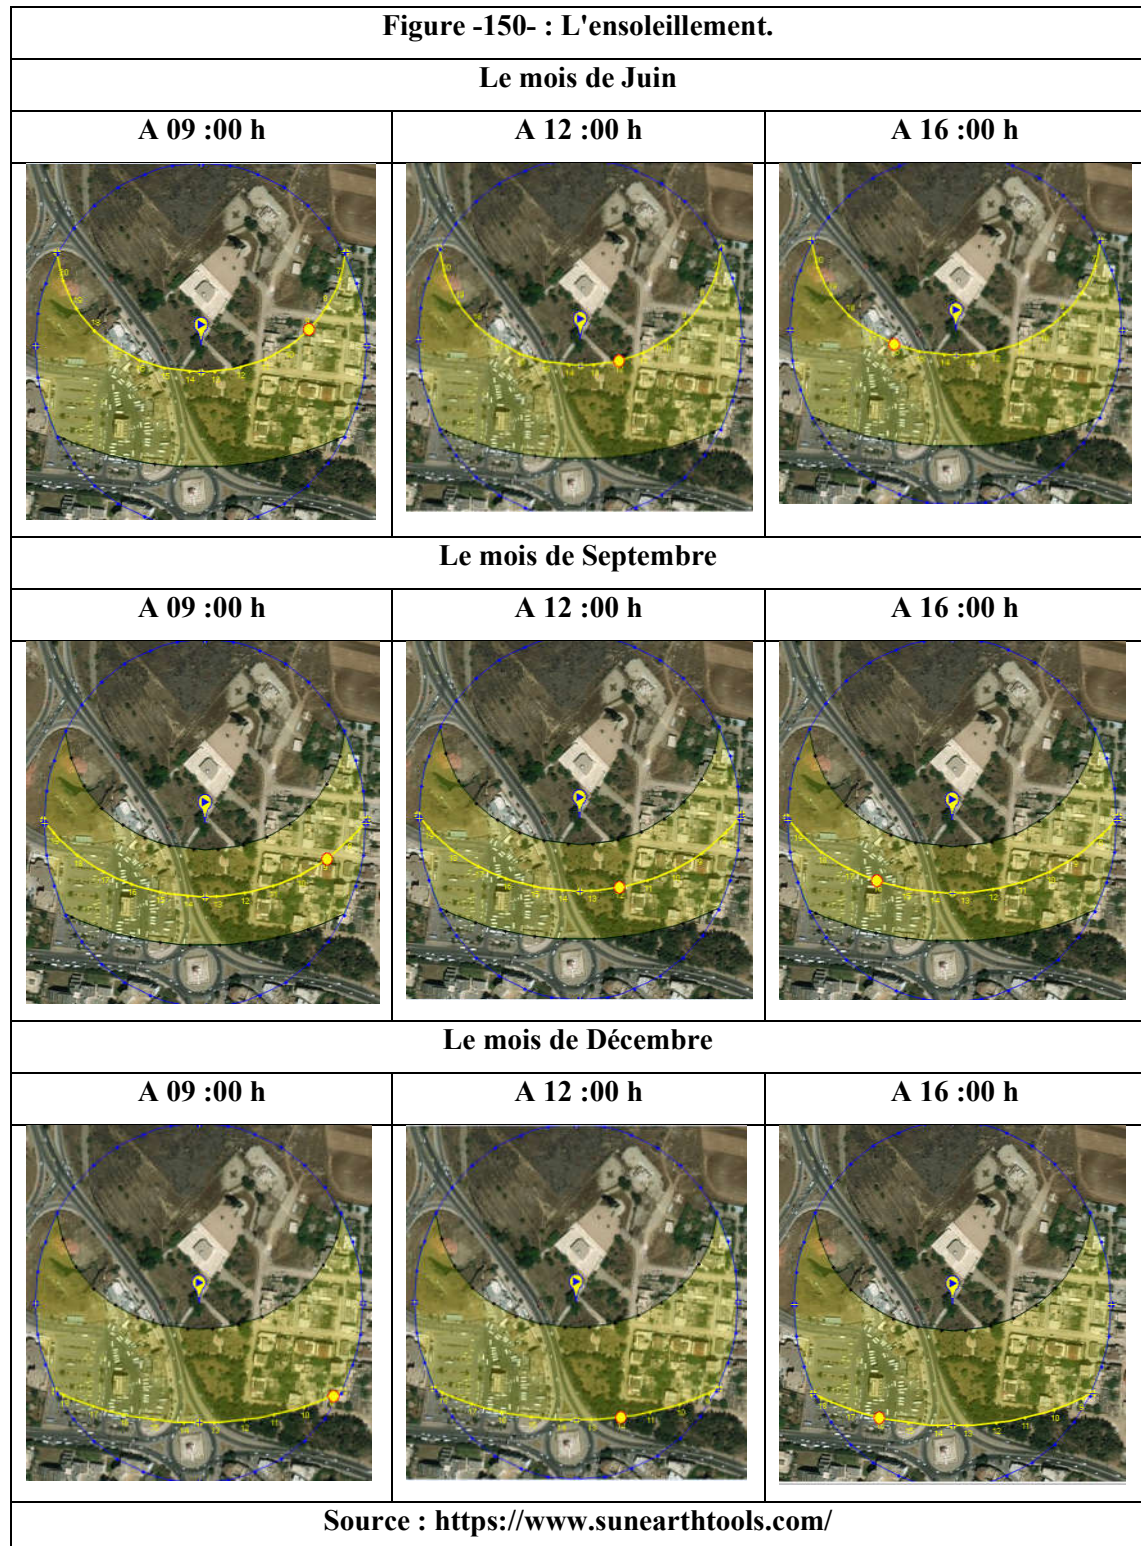 Figure -150- : L'ensoleillement.
Le mois de Juin
A 09 :00 h
A 12 :00 h
A 16 :00 h
Le mois de Septembre
A 09 :00 h
A 12 :00 h
A 16 :00 h
Le mois de Décembre
A 09 :00 h
A 12 :00 h
A 16 :00 h
Source : https://www.sunearthtools.com/